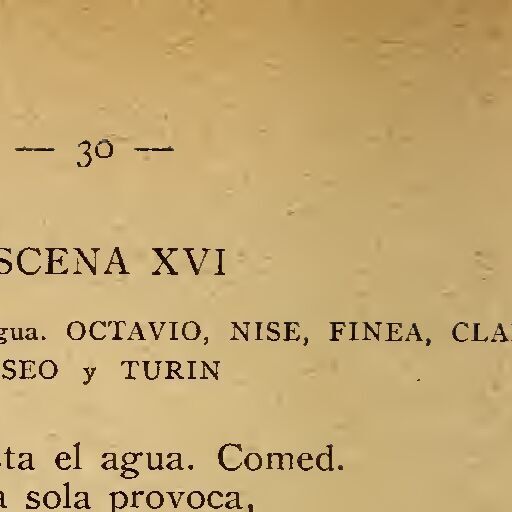 — 30 —
SCENA XVI
gua. OCTAVIO, NISE, FINEA, CLA
SEO y TURIN
ta el agua. Comed.
a sola provoca,